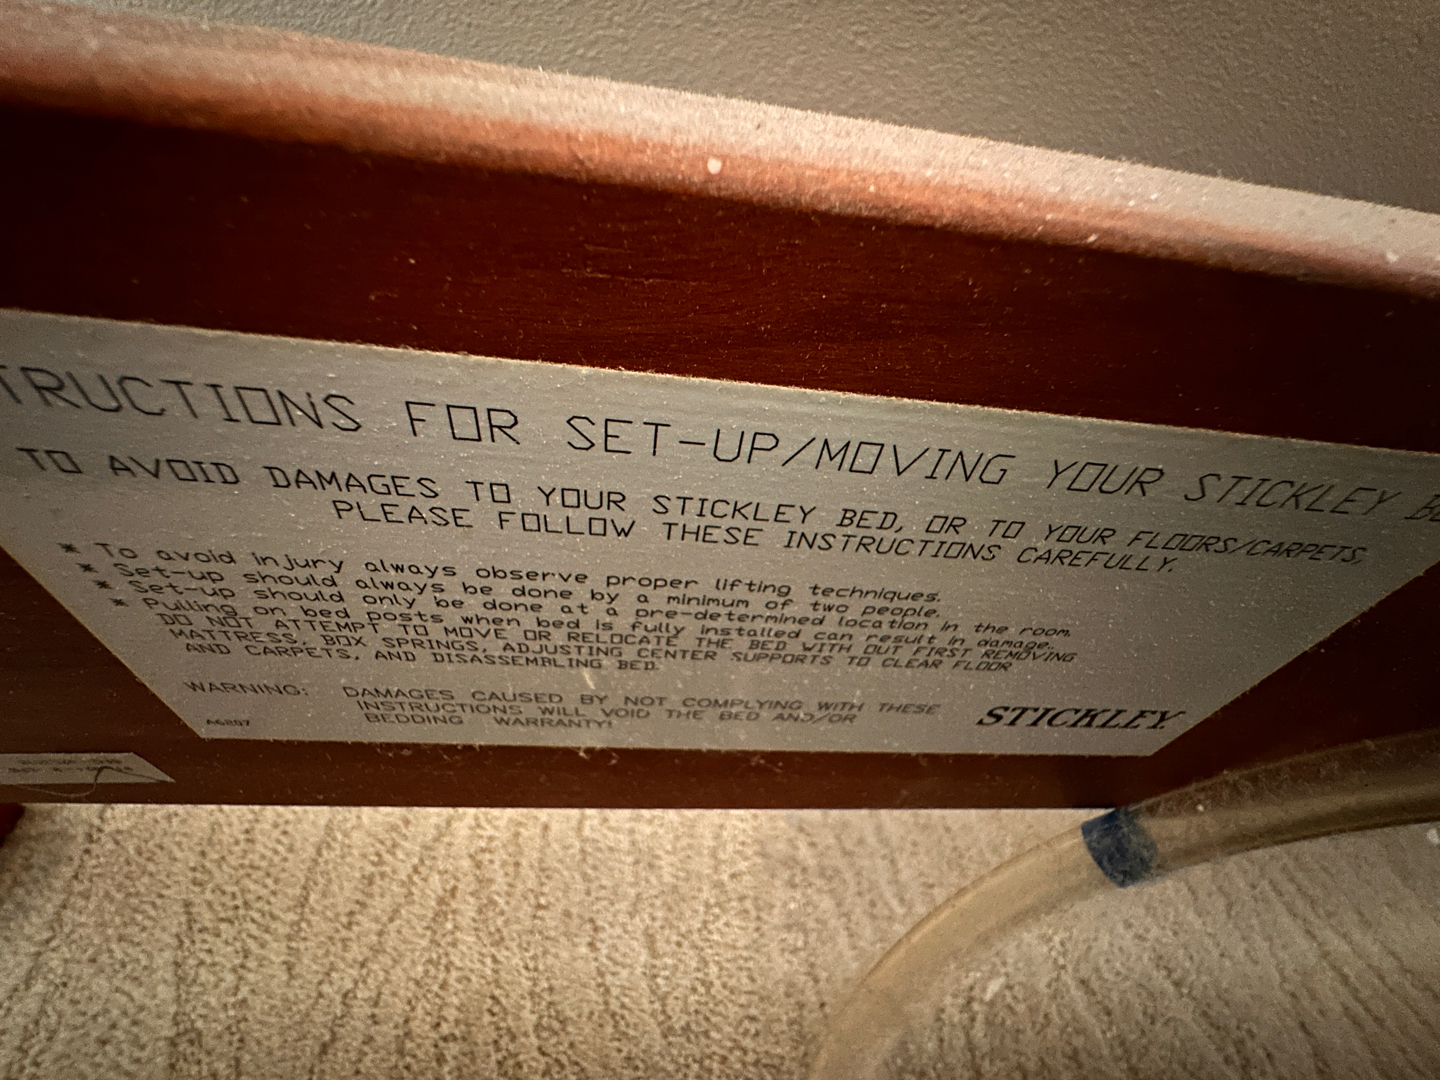 TRUCTIONS FOR SET-UP/MOVING YOUR STICKLEY BE
TO AVOID DAMAGES TO YOUR STICKLEY BED, OR TO YOUR FLOORS/CARPETS,
PLEASE FOLLOW THESE INSTRUCTIONS CAREFULLY.
* To avoid injury always observe proper lifting techniques.
* Set-up should always be done by a minimum of two people.
* Set-up should only be done at a pre-determined location in the room.
* Pulling on bed posts when bed is fully installed can result in damage.
DO NOT ATTEMPT TO MOVE OR RELOCATE THE BED WITH OUT FIRST REMOVING
MATTRESS, BOX SPRINGS, ADJUSTING CENTER SUPPORTS TO CLEAR FLOOR
AND CARPETS, AND DISASSEMBLING BED.
WARNING: DAMAGES CAUSED BY NOT COMPLYING WITH THESE
INSTRUCTIONS WILL VOID THE BED AND/OR
BEDDING WARRANTY!
A6807
STICKLEY